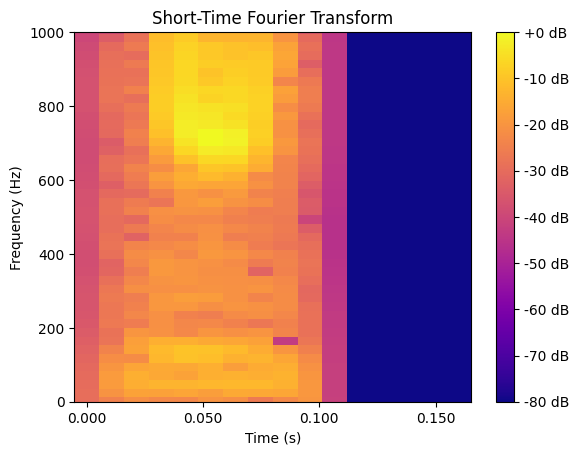 Short-Time Fourier Transform
1000
800
600
400
200
0
Frequency (Hz)
0.000
0.050
0.100
0.150
Time (s)
+0 dB
-10 dB
-20 dB
-30 dB
-40 dB
-50 dB
-60 dB
-70 dB
-80 dB